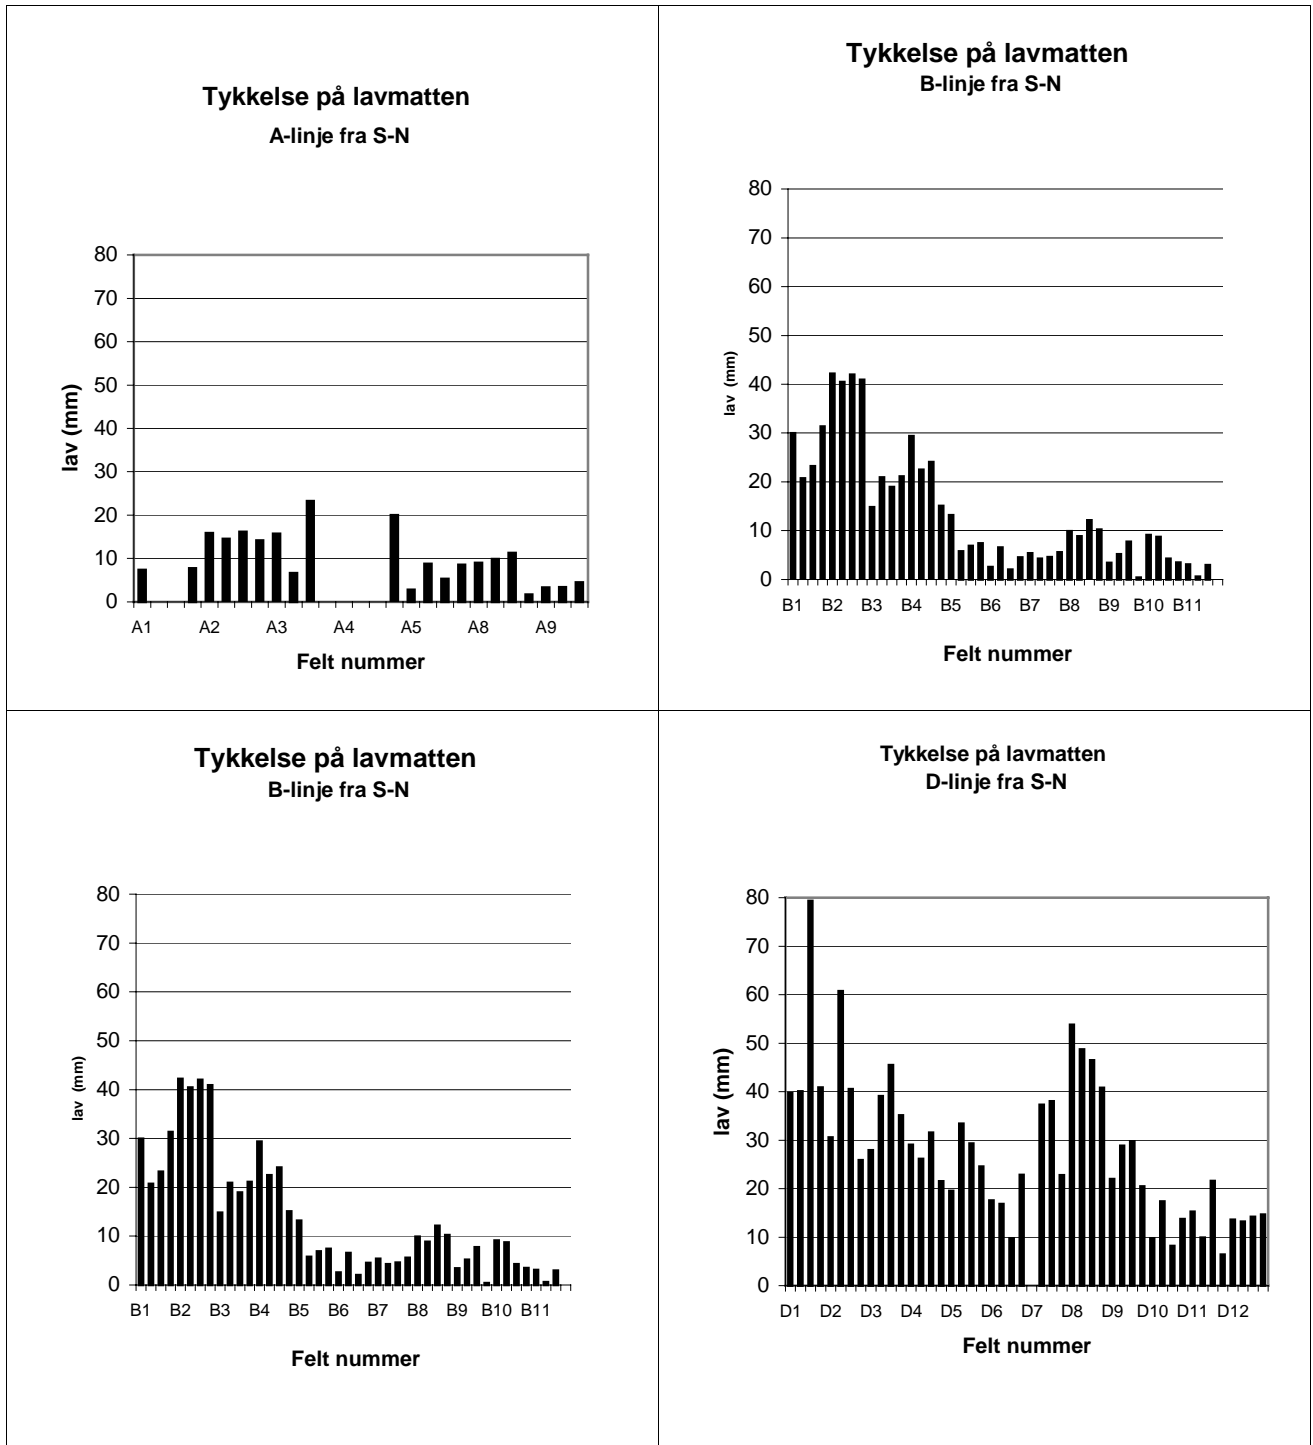 Tykkelse på lavmatten
A-linje fra S-N
80
70
60
50
40
30
20
10
0
lav (mm)
A1 A2 A3 A4 A5 A8 A9
Felt nummer
Tykkelse på lavmatten
B-linje fra S-N
80
70
60
50
40
30
20
10
0
lav (mm)
B1 B2 B3 B4 B5 B6 B7 B8 B9 B10 B11
Felt nummer
Tykkelse på lavmatten
B-linje fra S-N
80
70
60
50
40
30
20
10
0
lav (mm)
B1 B2 B3 B4 B5 B6 B7 B8 B9 B10 B11
Felt nummer
Tykkelse på lavmatten
D-linje fra S-N
80
70
60
50
40
30
20
10
0
lav (mm)
D1 D2 D3 D4 D5 D6 D7 D8 D9 D10 D11 D12
Felt nummer